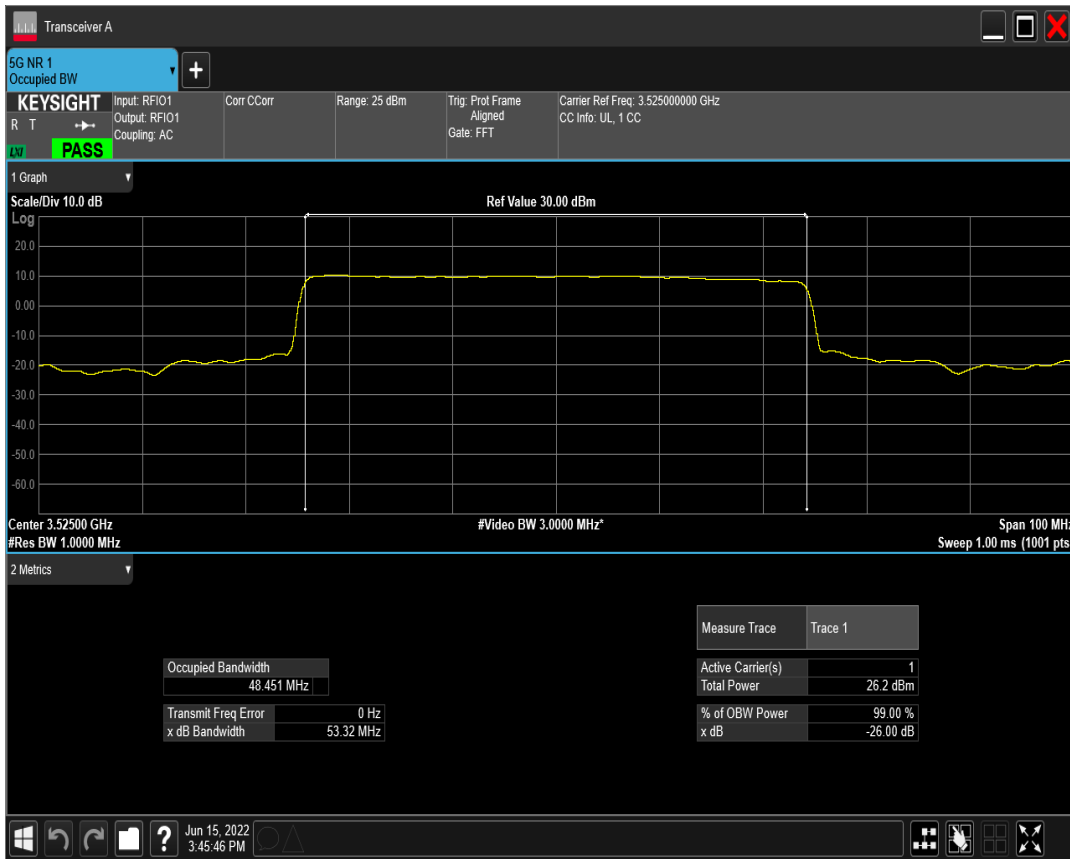 Transceiver A
5G NR 1
Occupied BW
+
KEYSIGHT
R T
LXI
PASS
Input: RFIO1
Output: RFIO1
Coupling: AC
Corr CCorr
Range: 25 dBm
Trig: Prot Frame
Aligned
Gate: FFT
Carrier Ref Freq: 3.525000000 GHz
CC Info: UL, 1 CC
1 Graph
Scale/Div 10.0 dB
Ref Value 30.00 dBm
Log
20.0
10.0
0.00
-10.0
-20.0
-30.0
-40.0
-50.0
-60.0
Center 3.52500 GHz
#Video BW 3.0000 MHz*
Span 100 MHz
#Res BW 1.0000 MHz
Sweep 1.00 ms (1001 pts
2 Metrics
Measure Trace Trace 1
Occupied Bandwidth
48.451 MHz
Active Carrier(s) 1
Total Power 26.2 dBm
Transmit Freq Error 0 Hz
x dB Bandwidth 53.32 MHz
% of OBW Power 99.00 %
x dB -26.00 dB
?
Jun 15, 2022
3:45:46 PM